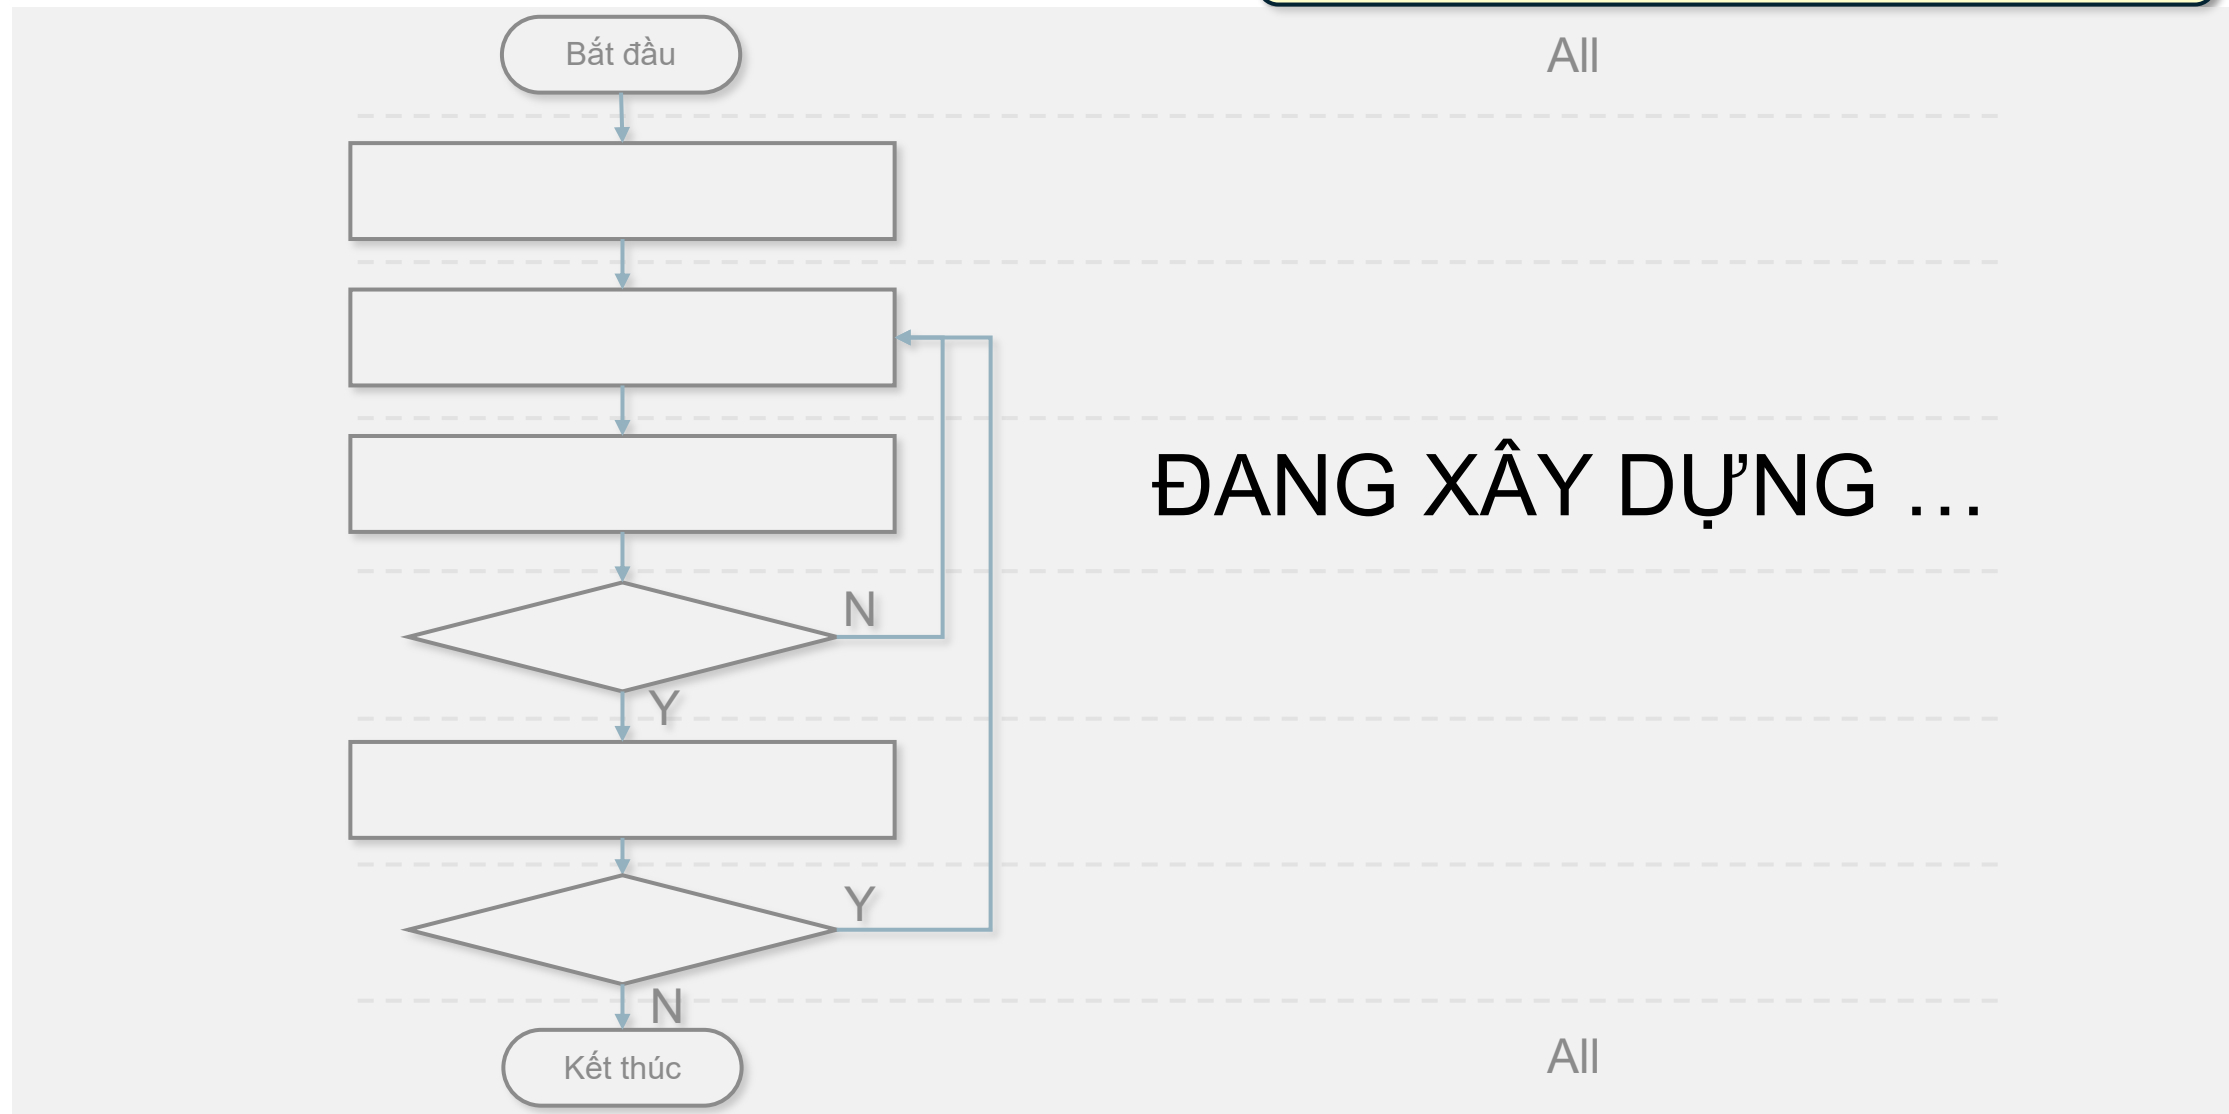 Bắt đầu
All
ĐANG XÂY DỰNG ...
N
Y
Y
N
Kết thúc
All